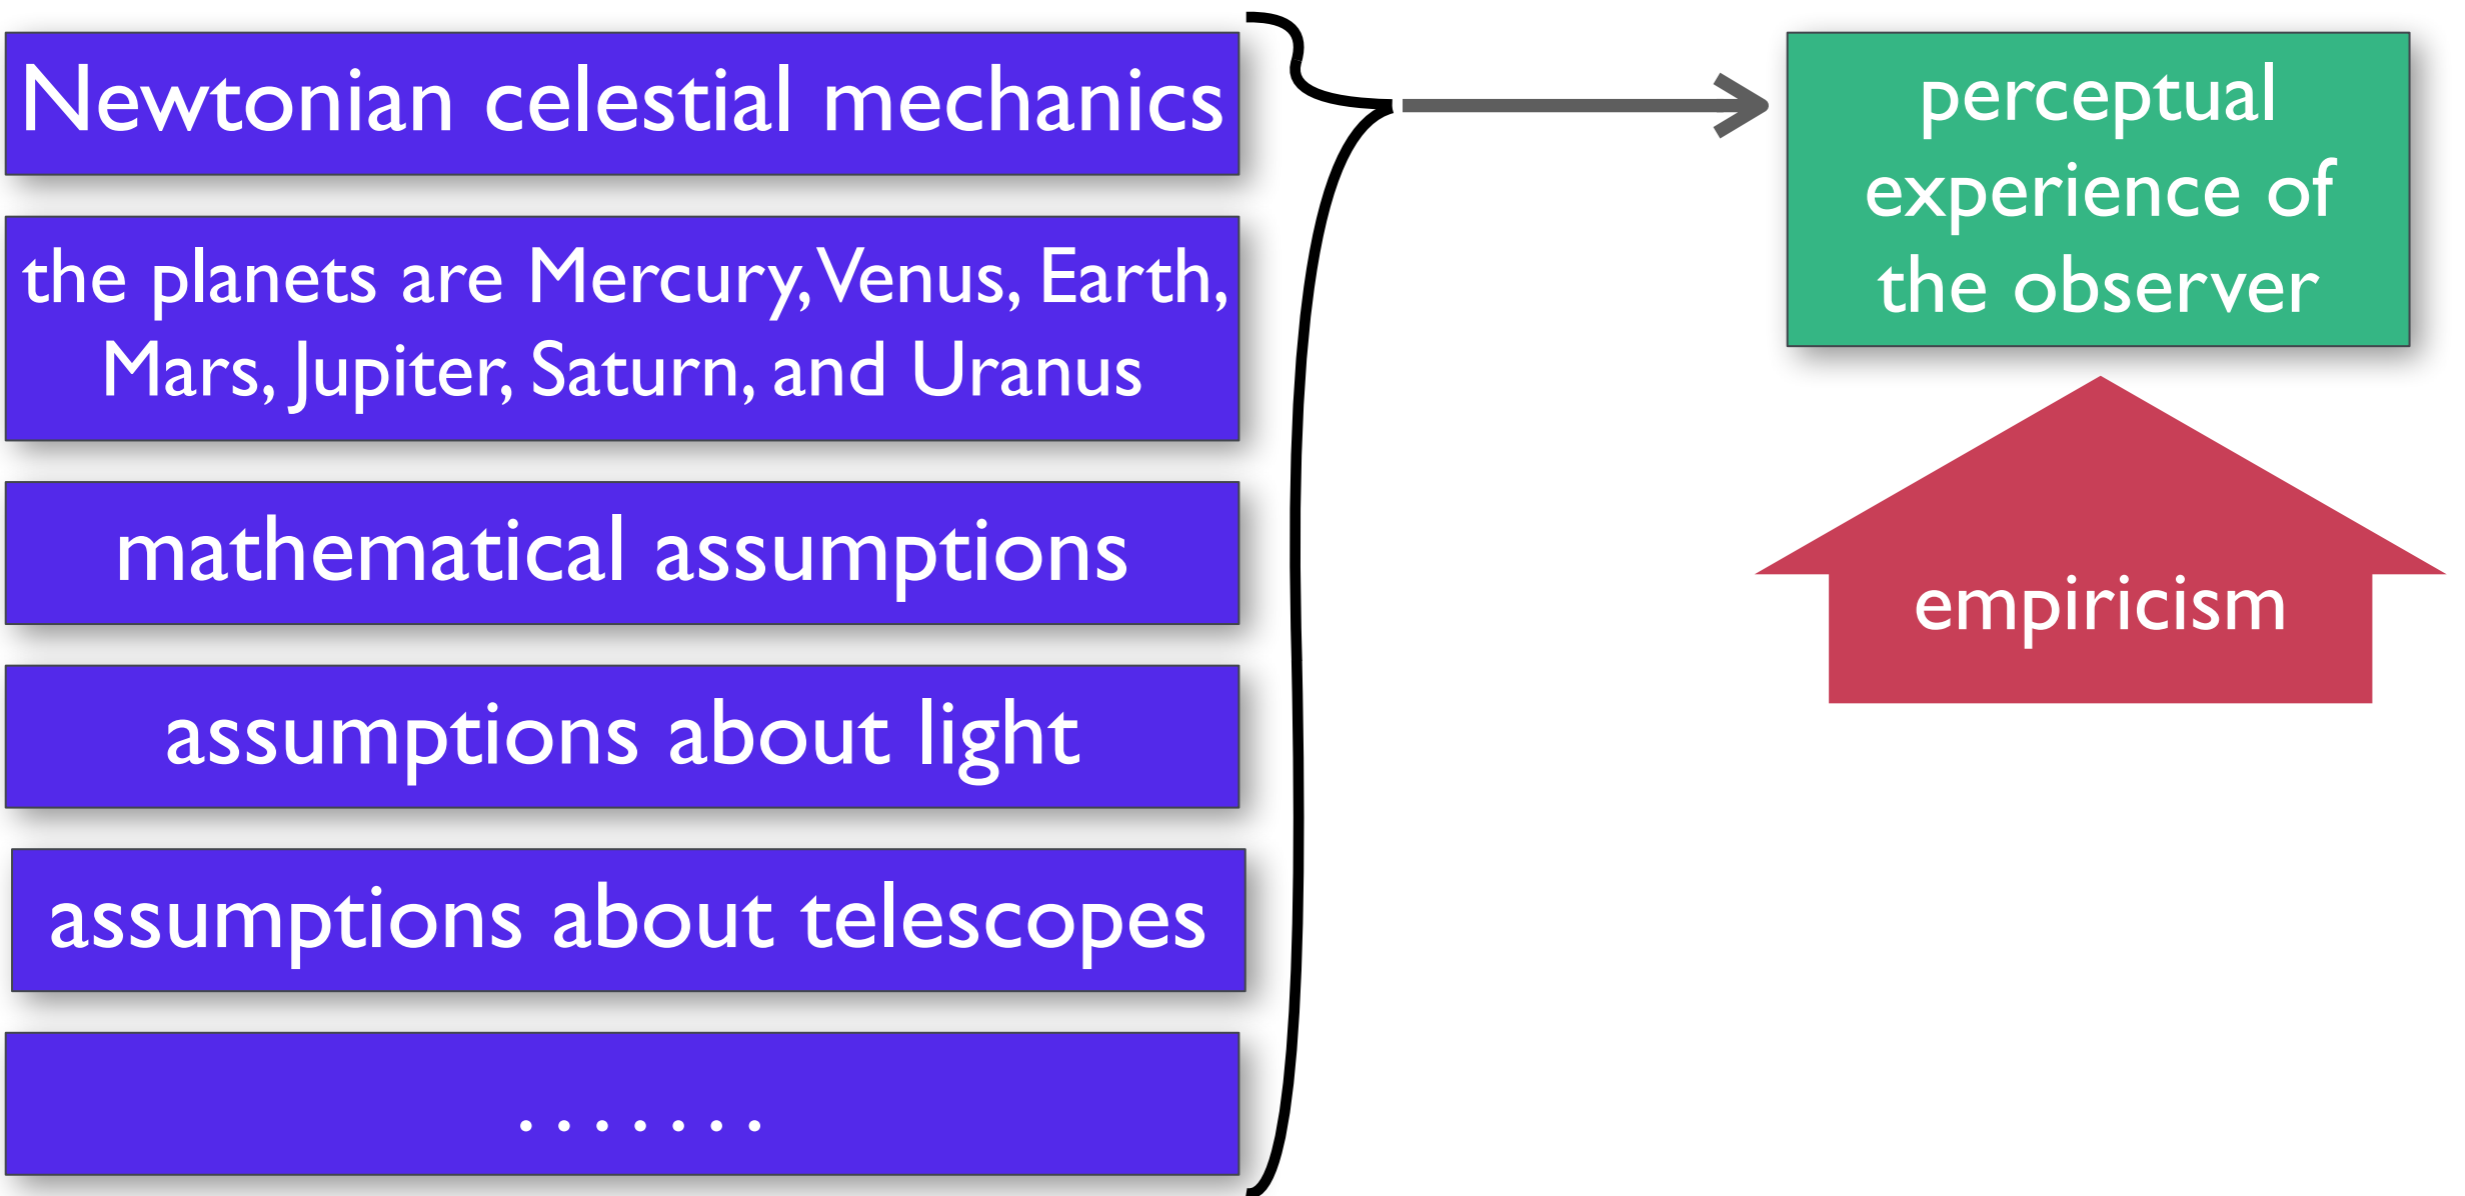 Newtonian celestial mechanics
the planets are Mercury, Venus, Earth,
Mars, Jupiter, Saturn, and Uranus
mathematical assumptions
assumptions about light
assumptions about telescopes
.......
perceptual
experience of
the observer
empiricism